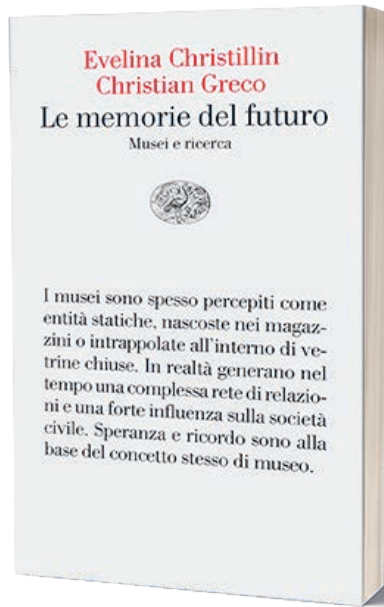 Evelina Christillin
Christian Greco
Le memorie del futuro
Musei e ricerca
I musei sono spesso percepiti come
entità statiche, nascoste nei magaz-
zini o intrappolate all'interno di ve-
trine chiuse. In realtà generano nel
tempo una complessa rete di relazio-
ni e una forte influenza sulla società
civile. Speranza e ricordo sono alla
base del concetto stesso di museo.